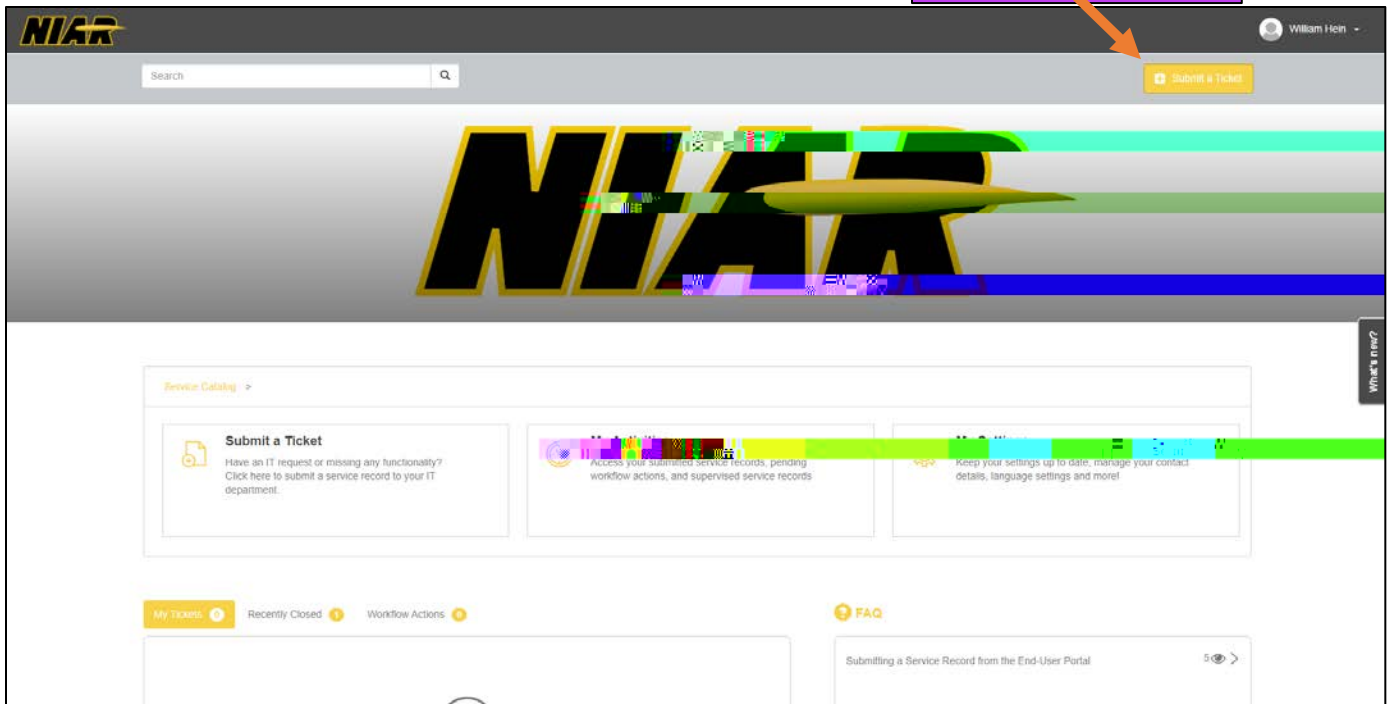 NIAR
William Hein
Search
Submit a Ticket
NIAR
What's new?
Service Catalog >
Submit a Ticket
Have an IT request or missing any functionality?
Click here to submit a service record to your IT
department.
Access your submitted service records, pending
workflow actions, and supervised service records
Keep your settings up to date, manage your contact
details, language settings and more!
My Tickets 0 Recently Closed Workflow Actions 0
FAQ
Submitting a Service Record from the End-User Portal 5